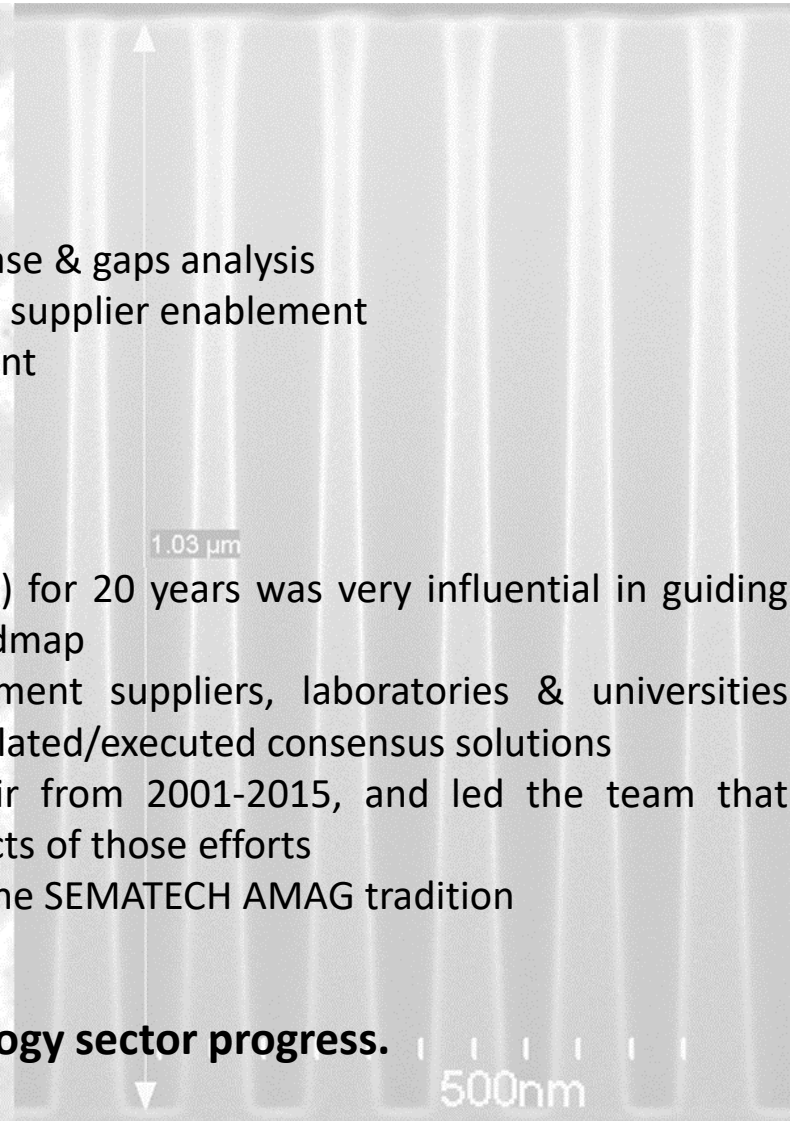 nse & gaps analysis
supplier enablement
nt
1.03 µm
) for 20 years was very influential in guiding
dmap
ment suppliers, laboratories & universities
lated/executed consensus solutions
ir from 2001-2015, and led the team that
cts of those efforts
he SEMATECH AMAG tradition
ogy sector progress.
500nm